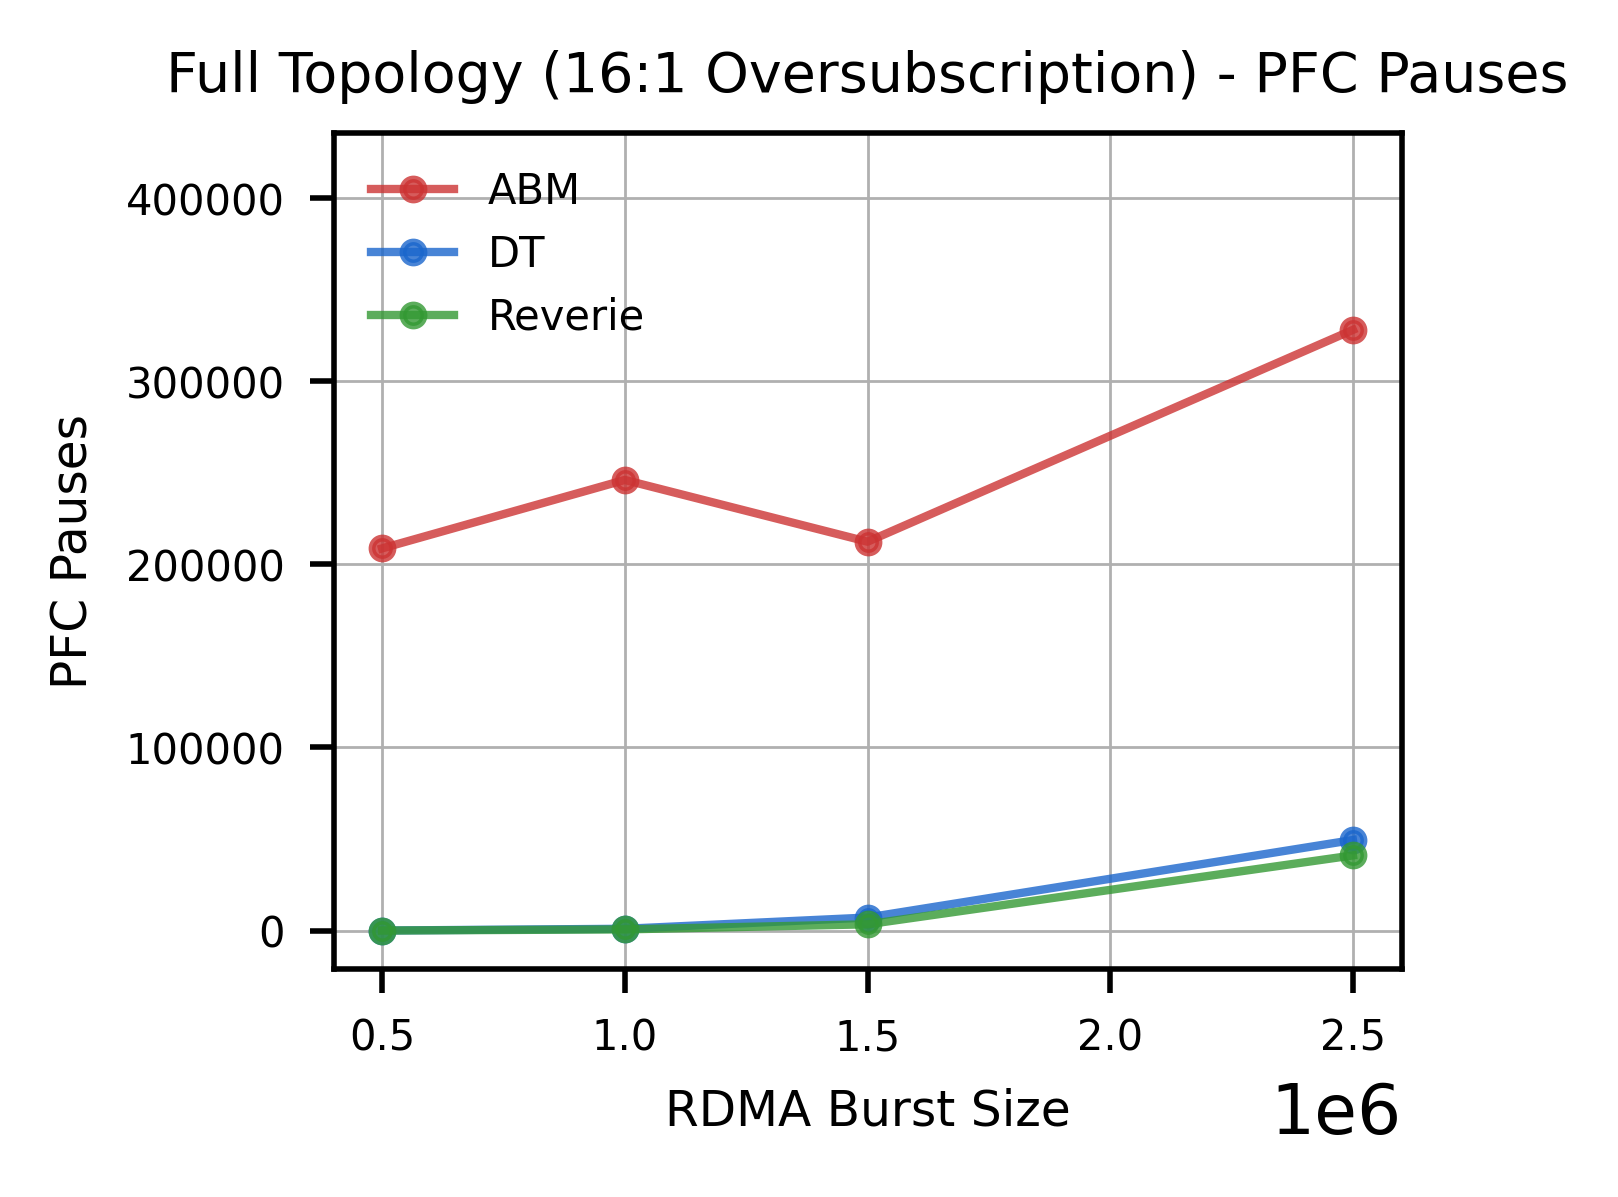 Full Topology (16:1 Oversubscription) - PFC Pauses
ABM
DT
Reverie
400000
300000
200000
100000
0
PFC Pauses
0.5 1.0 1.5 2.0 2.5
RDMA Burst Size
1e6